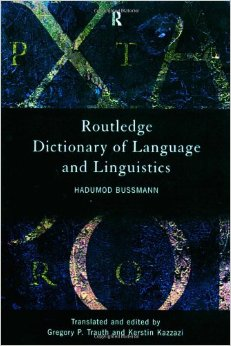 R
P X T A
Routledge
Dictionary of Language
and Linguistics
HADUMOD BUSSMANN
R O
Translated and edited by
Gregory P. Trauth and Kerstin Kazzazi